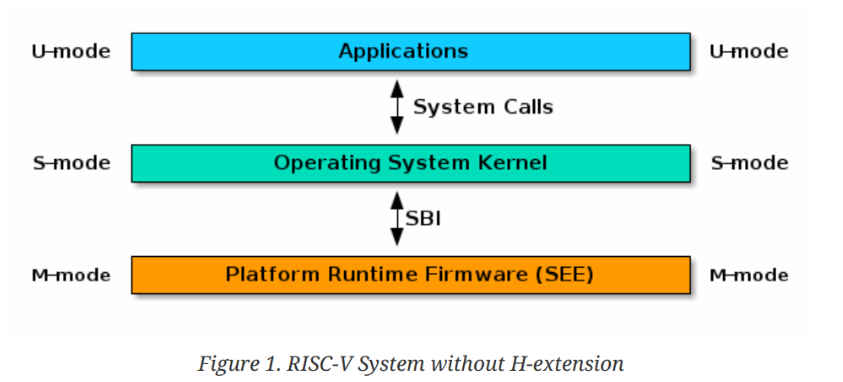 U-mode Applications U-mode
System Calls
S-mode Operating System Kernel S-mode
SBI
M-mode Platform Runtime Firmware (SEE) M-mode
Figure 1. RISC-V System without H-extension